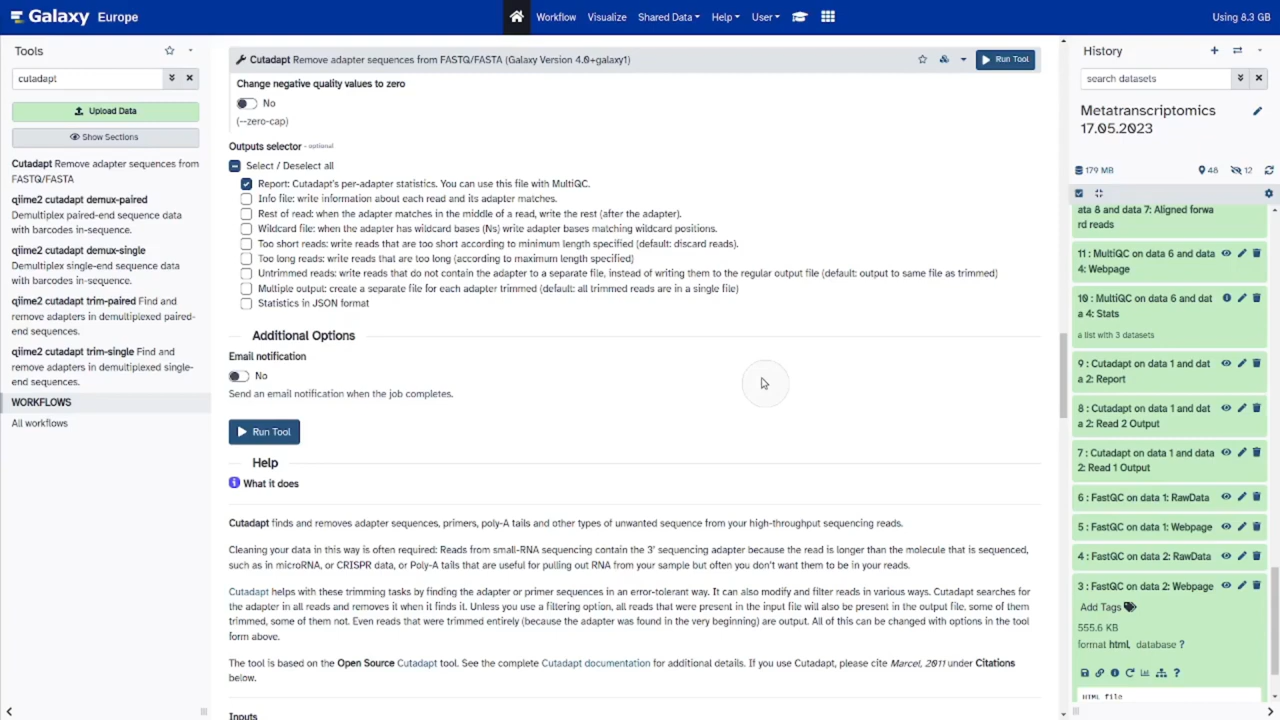 Galaxy Europe
Workflow Visualize Shared Data Help User
Using 8.3 GB
Tools
cutadapt
Upload Data
Show Sections
Cutadapt Remove adapter sequences from
FASTQ/FASTA
qiime2 cutadapt demux-paired
Demultiplex paired-end sequence data
with barcodes in-sequence.
qiime2 cutadapt demux-single
Demultiplex single-end sequence data
with barcodes in-sequence.
qiime2 cutadapt trim-paired Find and
remove adapters in demultiplexed paired-
end sequences.
qiime2 cutadapt trim-single Find and
remove adapters in demultiplexed single-
end sequences.
WORKFLOWS
All workflows
Cutadapt Remove adapter sequences from FASTQ/FASTA (Galaxy Version 4.0+galaxy1)
Run Tool
Change negative quality values to zero
No
(--zero-cap)
Outputs selector - optional
Select / Deselect all
Report: Cutadapt's per-adapter statistics. You can use this file with MultiQC.
Info file: write information about each read and its adapter matches.
Rest of read: when the adapter matches in the middle of a read, write the rest (after the adapter).
Wildcard file: when the adapter has wildcard bases (Ns) write adapter bases matching wildcard positions.
Too short reads: write reads that are too short according to minimum length specified (default: discard reads).
Too long reads: write reads that are too long (according to maximum length specified)
Untrimmed reads: write reads that do not contain the adapter to a separate file, instead of writing them to the regular output file (default: output to same file as trimmed)
Multiple output: create a separate file for each adapter trimmed (default: all trimmed reads are in a single file)
Statistics in JSON format
Additional Options
Email notification
No
Send an email notification when the job completes.
Run Tool
Help
What it does
Cutadapt finds and removes adapter sequences, primers, poly-A tails and other types of unwanted sequence from your high-throughput sequencing reads.
Cleaning your data in this way is often required: Reads from small-RNA sequencing contain the 3' sequencing adapter because the read is longer than the molecule that is sequenced,
such as in microRNA, or CRISPR data, or Poly-A tails that are useful for pulling out RNA from your sample but often you don't want them to be in your reads.
Cutadapt helps with these trimming tasks by finding the adapter or primer sequences in an error-tolerant way. It can also modify and filter reads in various ways. Cutadapt searches for
the adapter in all reads and removes it when it finds it. Unless you use a filtering option, all reads that were present in the input file will also be present in the output file, some of them
trimmed, some of them not. Even reads that were trimmed entirely (because the adapter was found in the very beginning) are output. All of this can be changed with options in the tool
form above.
The tool is based on the Open Source Cutadapt tool. See the complete Cutadapt documentation for additional details. If you use Cutadapt, please cite Marcel, 2011 under Citations
below.
Inputs
History
search datasets
Metatranscriptomics
17.05.2023
179 MB
46
12
ata 8 and data 7: Aligned forwa
rd reads
11 : MultiQC on data 6 and data
4: Webpage
10 : MultiQC on data 6 and dat
a 4: Stats
a list with 3 datasets
9 : Cutadapt on data 1 and dat
a 2: Report
8 : Cutadapt on data 1 and dat
a 2: Read 2 Output
7 : Cutadapt on data 1 and data
2: Read 1 Output
6 : FastQC on data 1: RawData
5 : FastQC on data 1: Webpage
4 : FastQC on data 2: RawData
3 : FastQC on data 2: Webpage
Add Tags
555.6 KB
format html, database ?
HTML file